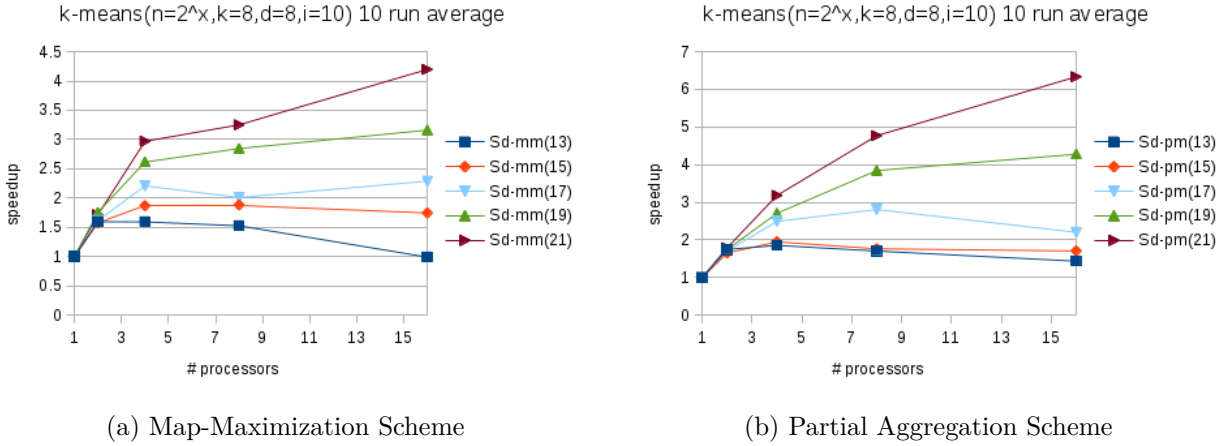 k-means(n=2^x,k=8,d=8,i=10) 10 run average
4.5
4
3.5
3
2.5
2
1.5
1
0.5
0
speedup
1 3 5 7 9 11 13 15
# processors
Sd-mm(13)
Sd-mm(15)
Sd-mm(17)
Sd-mm(19)
Sd-mm(21)
(a) Map-Maximization Scheme
k-means(n=2^x,k=8,d=8,i=10) 10 run average
7
6
5
4
3
2
1
0
speedup
1 3 5 7 9 11 13 15
# processors
Sd-pm(13)
Sd-pm(15)
Sd-pm(17)
Sd-pm(19)
Sd-pm(21)
(b) Partial Aggregation Scheme